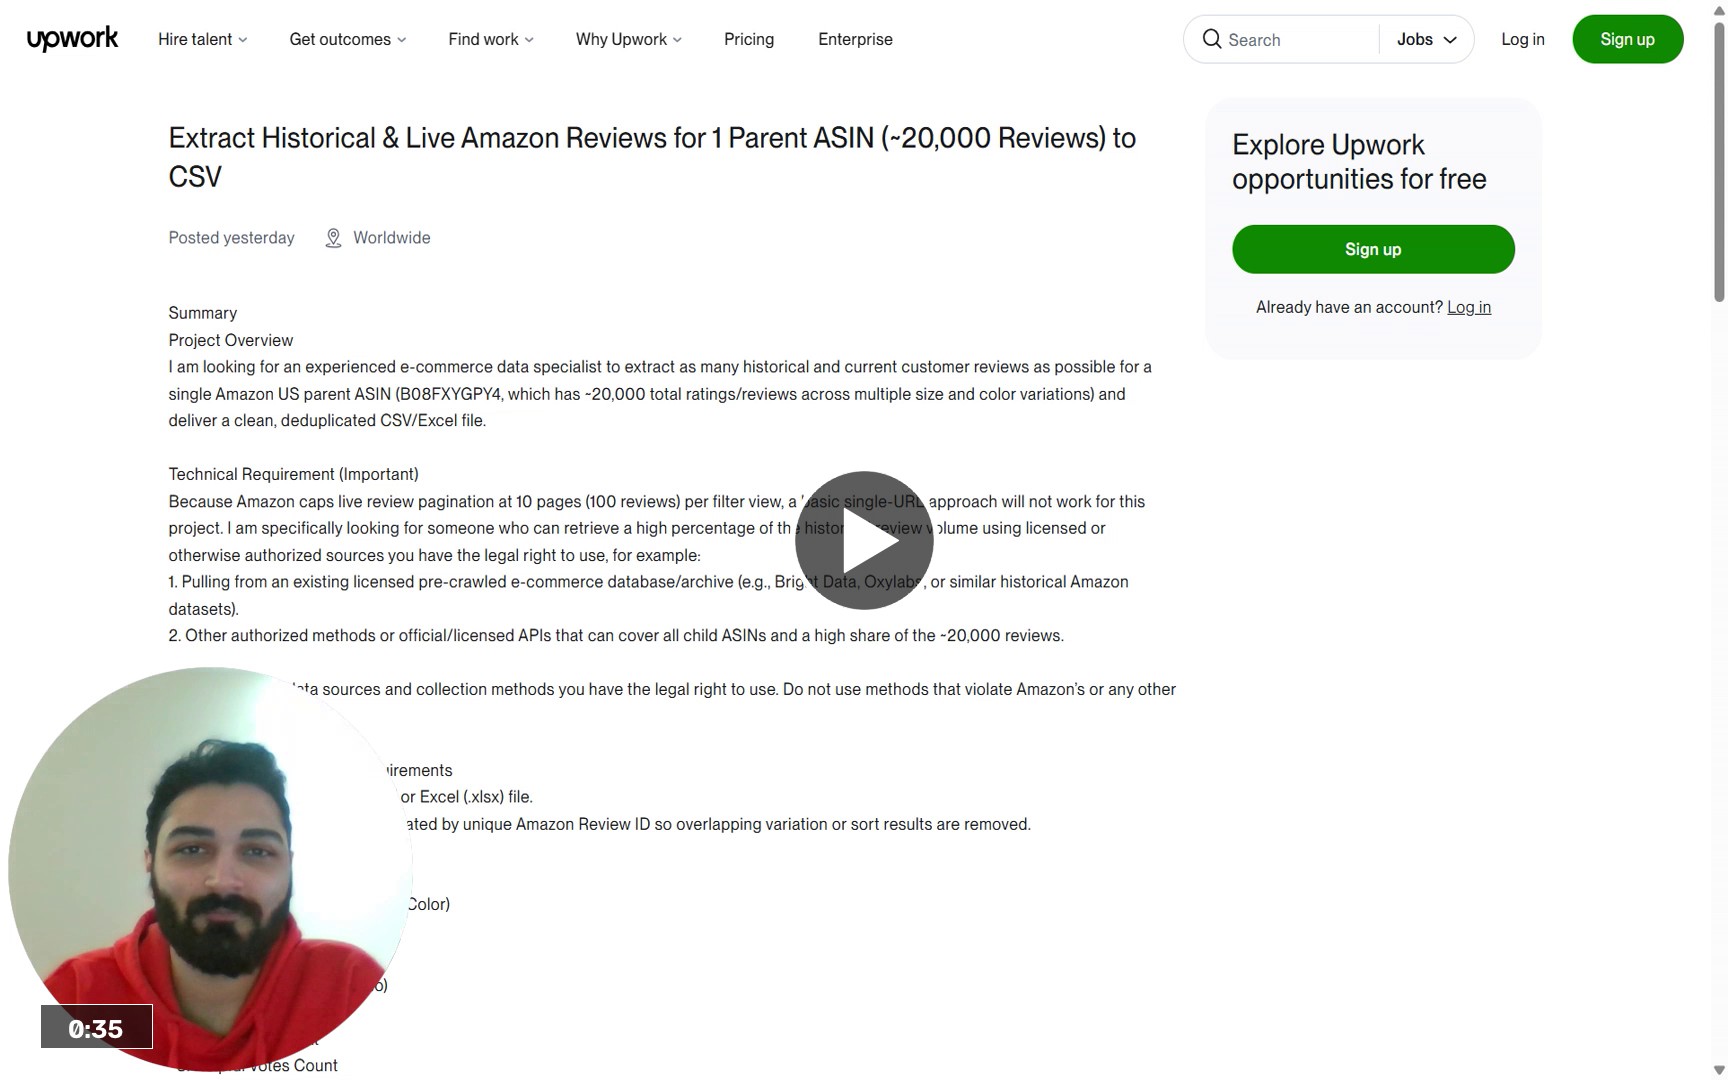 upwork
Hire talent
Get outcomes
Find work
Why Upwork
Pricing
Enterprise
Search
Jobs
Log in
Sign up
Extract Historical & Live Amazon Reviews for 1 Parent ASIN (~20,000 Reviews) to
CSV
Posted yesterday
Worldwide
Explore Upwork
opportunities for free
Sign up
Already have an account? Log in
Summary
Project Overview
I am looking for an experienced e-commerce data specialist to extract as many historical and current customer reviews as possible for a
single Amazon US parent ASIN (B08FXYGPY4, which has ~20,000 total ratings/reviews across multiple size and color variations) and
deliver a clean, deduplicated CSV/Excel file.
Technical Requirement (Important)
Because Amazon caps live review pagination at 10 pages (100 reviews) per filter view, a basic single-URL approach will not work for this
project. I am specifically looking for someone who can retrieve a high percentage of the historical review volume using licensed or
otherwise authorized sources you have the legal right to use, for example:
1. Pulling from an existing licensed pre-crawled e-commerce database/archive (e.g., Bright Data, Oxylabs, or similar historical Amazon
datasets).
2. Other authorized methods or official/licensed APIs that can cover all child ASINs and a high share of the ~20,000 reviews.
sources and collection methods you have the legal right to use. Do not use methods that violate Amazon's or any other
or Excel (.xlsx) file.
by unique Amazon Review ID so overlapping variation or sort results are removed.
Color)
0:35
Votes Count